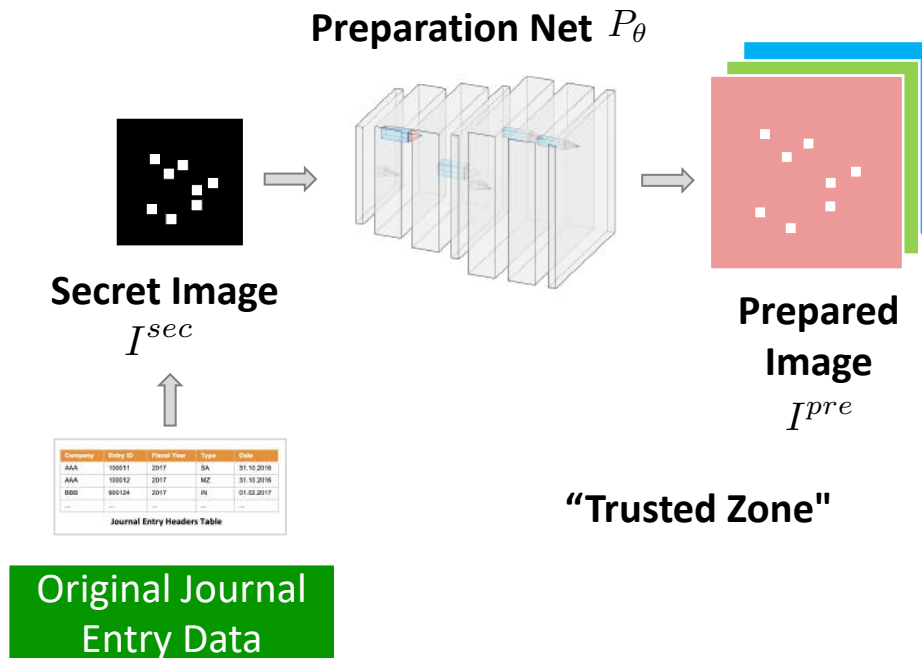 Preparation Net P_θ
Secret Image
I^{sec}
Prepared
Image
I^{pre}
Company Entry ID Fiscal Year Type Date
AAA 100011 2017 SA 31.10.2016
AAA 100012 2017 MZ 31.10.2016
BBB 900124 2017 IN 01.02.2017
... ... ... ... ...
Journal Entry Headers Table
“Trusted Zone"
Original Journal
Entry Data